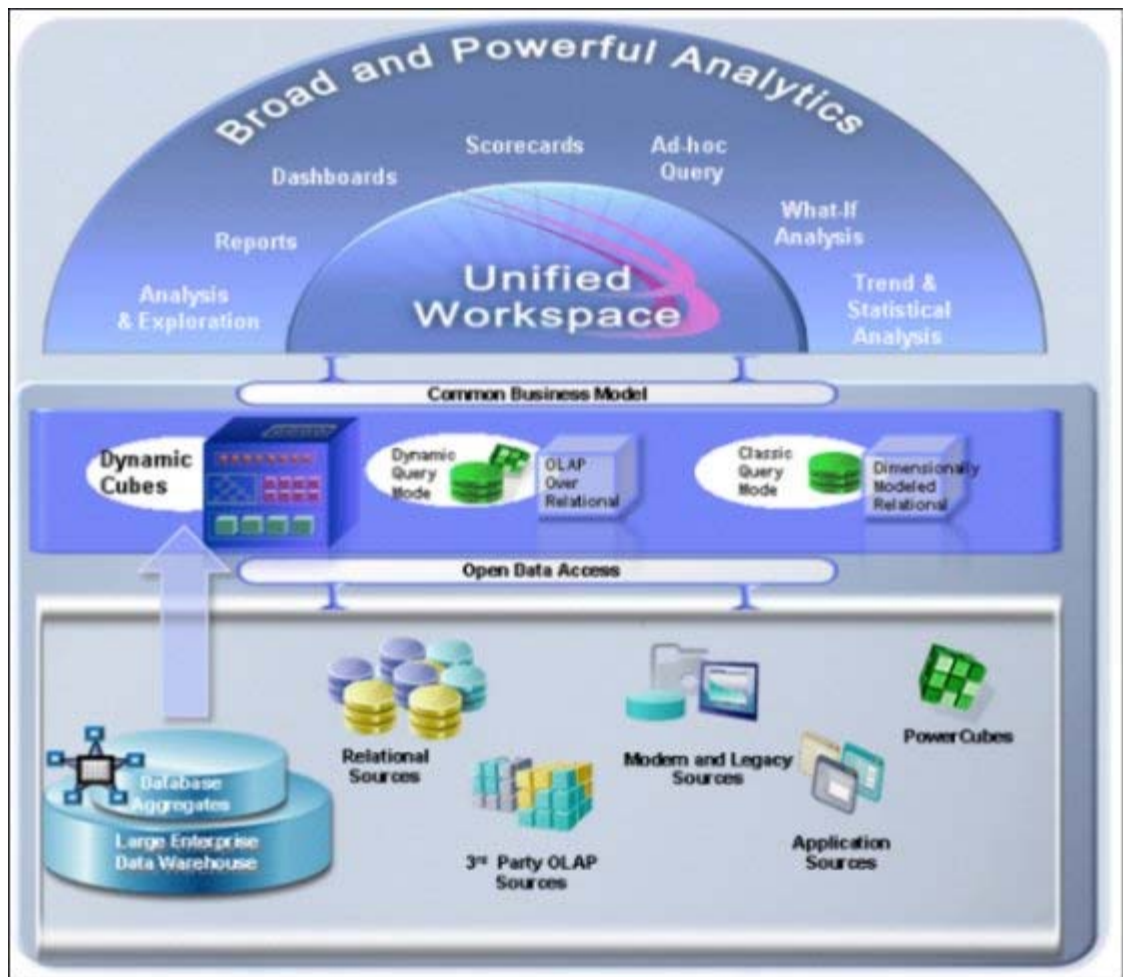 Broad and Powerful Analytics
Scorecards
Ad-hoc
Query
Dashboards
What-If
Analysis
Reports
Unified
Workspace
Analysis
& Exploration
Trend &
Statistical
Analysis
Common Business Model
Dynamic
Cubes
Dynamic
Query
Mode
OLAP
Over
Relational
Classic
Query
Mode
Dimensionally
Modeled
Relational
Open Data Access
Relational
Sources
Modern and Legacy
Sources
PowerCubes
Database
Aggregates
Large Enterprise
Data Warehouse
3rd Party OLAP
Sources
Application
Sources